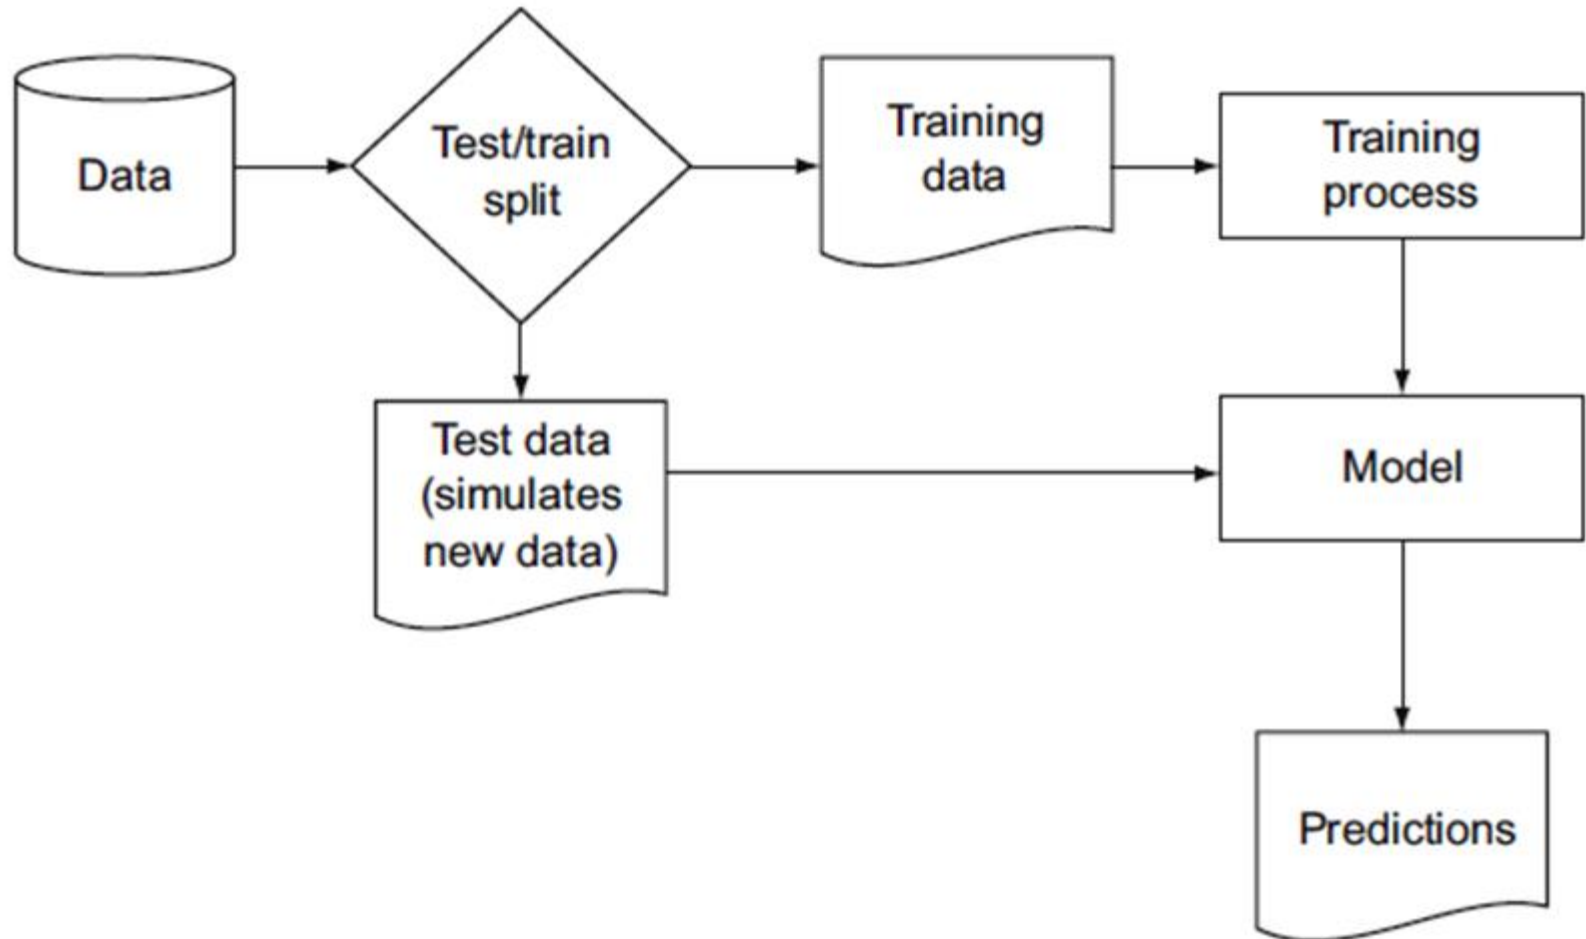 Data
Test/train
split
Training
data
Training
process
Test data
(simulates
new data)
Model
Predictions